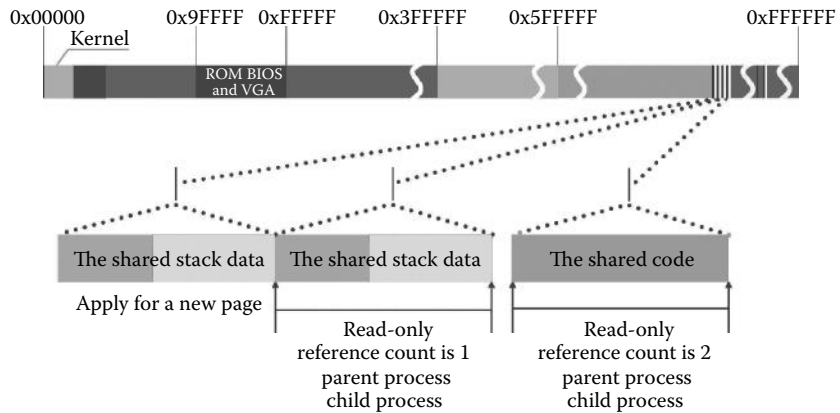 0x00000 0x9FFFF 0xFFFFF 0x3FFFFF 0x5FFFFF 0xFFFFFF
Kernel
ROM BIOS
and VGA
The shared stack data The shared stack data The shared code
Apply for a new page
Read-only
reference count is 1
parent process
child process
Read-only
reference count is 2
parent process
child process